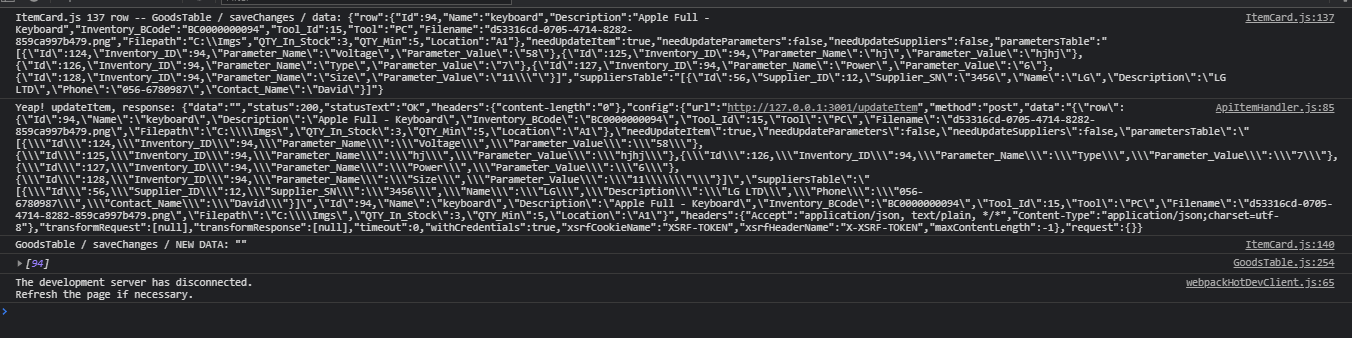 ItemCard.js 137 row -- GoodsTable / saveChanges / data: {"row":{"Id":94,"Name":"keyboard","Description":"Apple Full - ItemCard.js:137
Keyboard","Inventory_BCode":"BC0000000094","Tool_Id":15,"Tool":"PC","Filename":"d53316cd-0705-4714-8282-
859ca997b479.png","Filepath":"C:\\Imgs","QTY_In_Stock":3,"QTY_Min":5,"Location":"A1"},"needUpdateItem":true,"needUpdateParameters":false,"needUpdateSuppliers":false,"parametersTable":"
[{\"Id\":124,\"Inventory_ID\":94,\"Parameter_Name\":\"Voltage\",\"Parameter_Value\":\"58\"},{\"Id\":125,\"Inventory_ID\":94,\"Parameter_Name\":\"hj\",\"Parameter_Value\":\"hjhj\"},
{\"Id\":126,\"Inventory_ID\":94,\"Parameter_Name\":\"Type\",\"Parameter_Value\":\"7\"},{\"Id\":127,\"Inventory_ID\":94,\"Parameter_Name\":\"Power\",\"Parameter_Value\":\"6\"},
{\"Id\":128,\"Inventory_ID\":94,\"Parameter_Name\":\"Size\",\"Parameter_Value\":\"11\\\"\"}]","suppliersTable":"[{\"Id\":56,\"Supplier_ID\":12,\"Supplier_SN\":\"3456\",\"Name\":\"LG\",\"Description\":\"LG
LTD\",\"Phone\":\"056-6780987\",\"Contact_Name\":\"David\"}]"}
Yeap! updateItem, response: {"data":"","status":200,"statusText":"OK","headers":{"content-length":"0"},"config":{"url":"http://127.0.0.1:3001/updateItem","method":"post","data":"{\"row\": ApiItemHandler.js:85
{\"Id\":94,\"Name\":\"keyboard\",\"Description\":\"Apple Full - Keyboard\",\"Inventory_BCode\":\"BC0000000094\",\"Tool_Id\":15,\"Tool\":\"PC\",\"Filename\":\"d53316cd-0705-4714-8282-
859ca997b479.png\",\"Filepath\":\"C:\\\\Imgs\",\"QTY_In_Stock\":3,\"QTY_Min\":5,\"Location\":\"A1\"},\"needUpdateItem\":true,\"needUpdateParameters\":false,\"needUpdateSuppliers\":false,\"parametersTable\":\"
[{\\\"Id\\\":124,\\\"Inventory_ID\\\":94,\\\"Parameter_Name\\\":\\\"Voltage\\\",\\\"Parameter_Value\\\":\\\"58\\\"},
{\\\"Id\\\":125,\\\"Inventory_ID\\\":94,\\\"Parameter_Name\\\":\\\"hj\\\",\\\"Parameter_Value\\\":\\\"hjhj\\\"},{\\\"Id\\\":126,\\\"Inventory_ID\\\":94,\\\"Parameter_Name\\\":\\\"Type\\\",\\\"Parameter_Value\\\":\\\"7\\\"},
{\\\"Id\\\":127,\\\"Inventory_ID\\\":94,\\\"Parameter_Name\\\":\\\"Power\\\",\\\"Parameter_Value\\\":\\\"6\\\"},
{\\\"Id\\\":128,\\\"Inventory_ID\\\":94,\\\"Parameter_Name\\\":\\\"Size\\\",\\\"Parameter_Value\\\":\\\"11\\\\\\\"\\\"}]\",\"suppliersTable\":\"
[{\\\"Id\\\":56,\\\"Supplier_ID\\\":12,\\\"Supplier_SN\\\":\\\"3456\\\",\\\"Name\\\":\\\"LG\\\",\\\"Description\\\":\\\"LG LTD\\\",\\\"Phone\\\":\\\"056-
6780987\\\",\\\"Contact_Name\\\":\\\"David\\\"}]\",\"Id\":94,\"Name\":\"keyboard\",\"Description\":\"Apple Full - Keyboard\",\"Inventory_BCode\":\"BC0000000094\",\"Tool_Id\":15,\"Tool\":\"PC\",\"Filename\":\"d53316cd-0705-
4714-8282-859ca997b479.png\",\"Filepath\":\"C:\\\\Imgs\",\"QTY_In_Stock\":3,\"QTY_Min\":5,\"Location\":\"A1\"}","headers":{"Accept":"application/json, text/plain, */*","Content-Type":"application/json;charset=utf-
8"},"transformRequest":[null],"transformResponse":[null],"timeout":0,"withCredentials":true,"xsrfCookieName":"XSRF-TOKEN","xsrfHeaderName":"X-XSRF-TOKEN","maxContentLength":-1},"request":{}}
GoodsTable / saveChanges / NEW DATA: "" ItemCard.js:140
[94] GoodsTable.js:254
The development server has disconnected. webpackHotDevClient.js:65
Refresh the page if necessary.